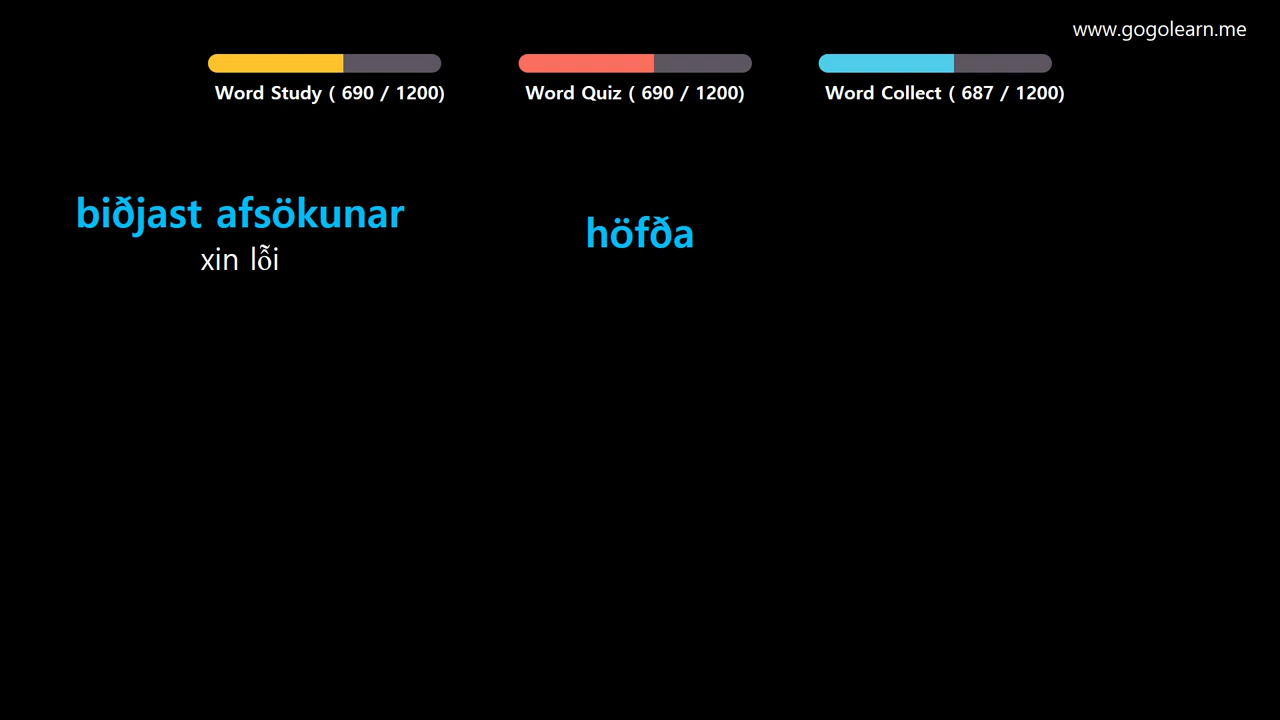 www.gogolearn.me
Word Study ( 690 / 1200)
Word Quiz ( 690 / 1200)
Word Collect ( 687 / 1200)
biðjast afsökunar
xin lỗi
höfða